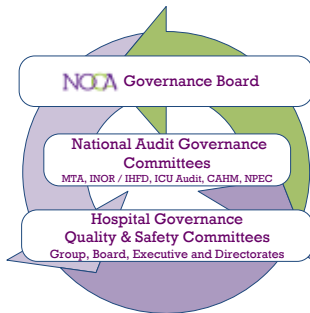 NOCA Governance Board
National Audit Governance
Committees
MTA, INOR / IHFD, ICU Audit, CAHM, NPEC
Hospital Governance
Quality & Safety Committees
Group, Board, Executive and Directorates